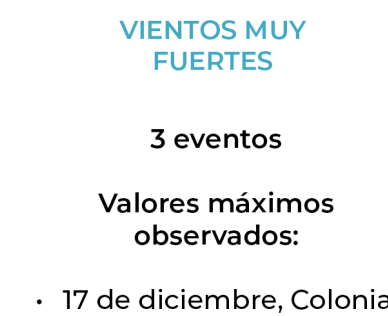 VIENTOS MUY
FUERTES
3 eventos
Valores máximos
observados:
• 17 de diciembre, Colonia